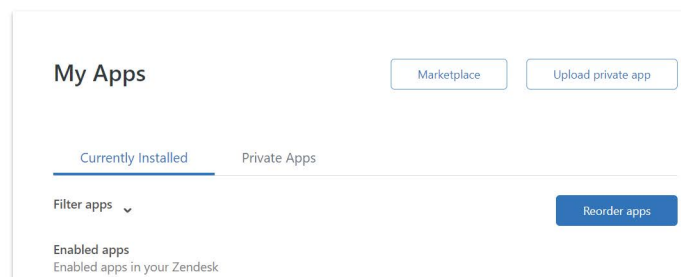 My Apps
Marketplace
Upload private app
Currently Installed
Private Apps
Filter apps
Reorder apps
Enabled apps
Enabled apps in your Zendesk